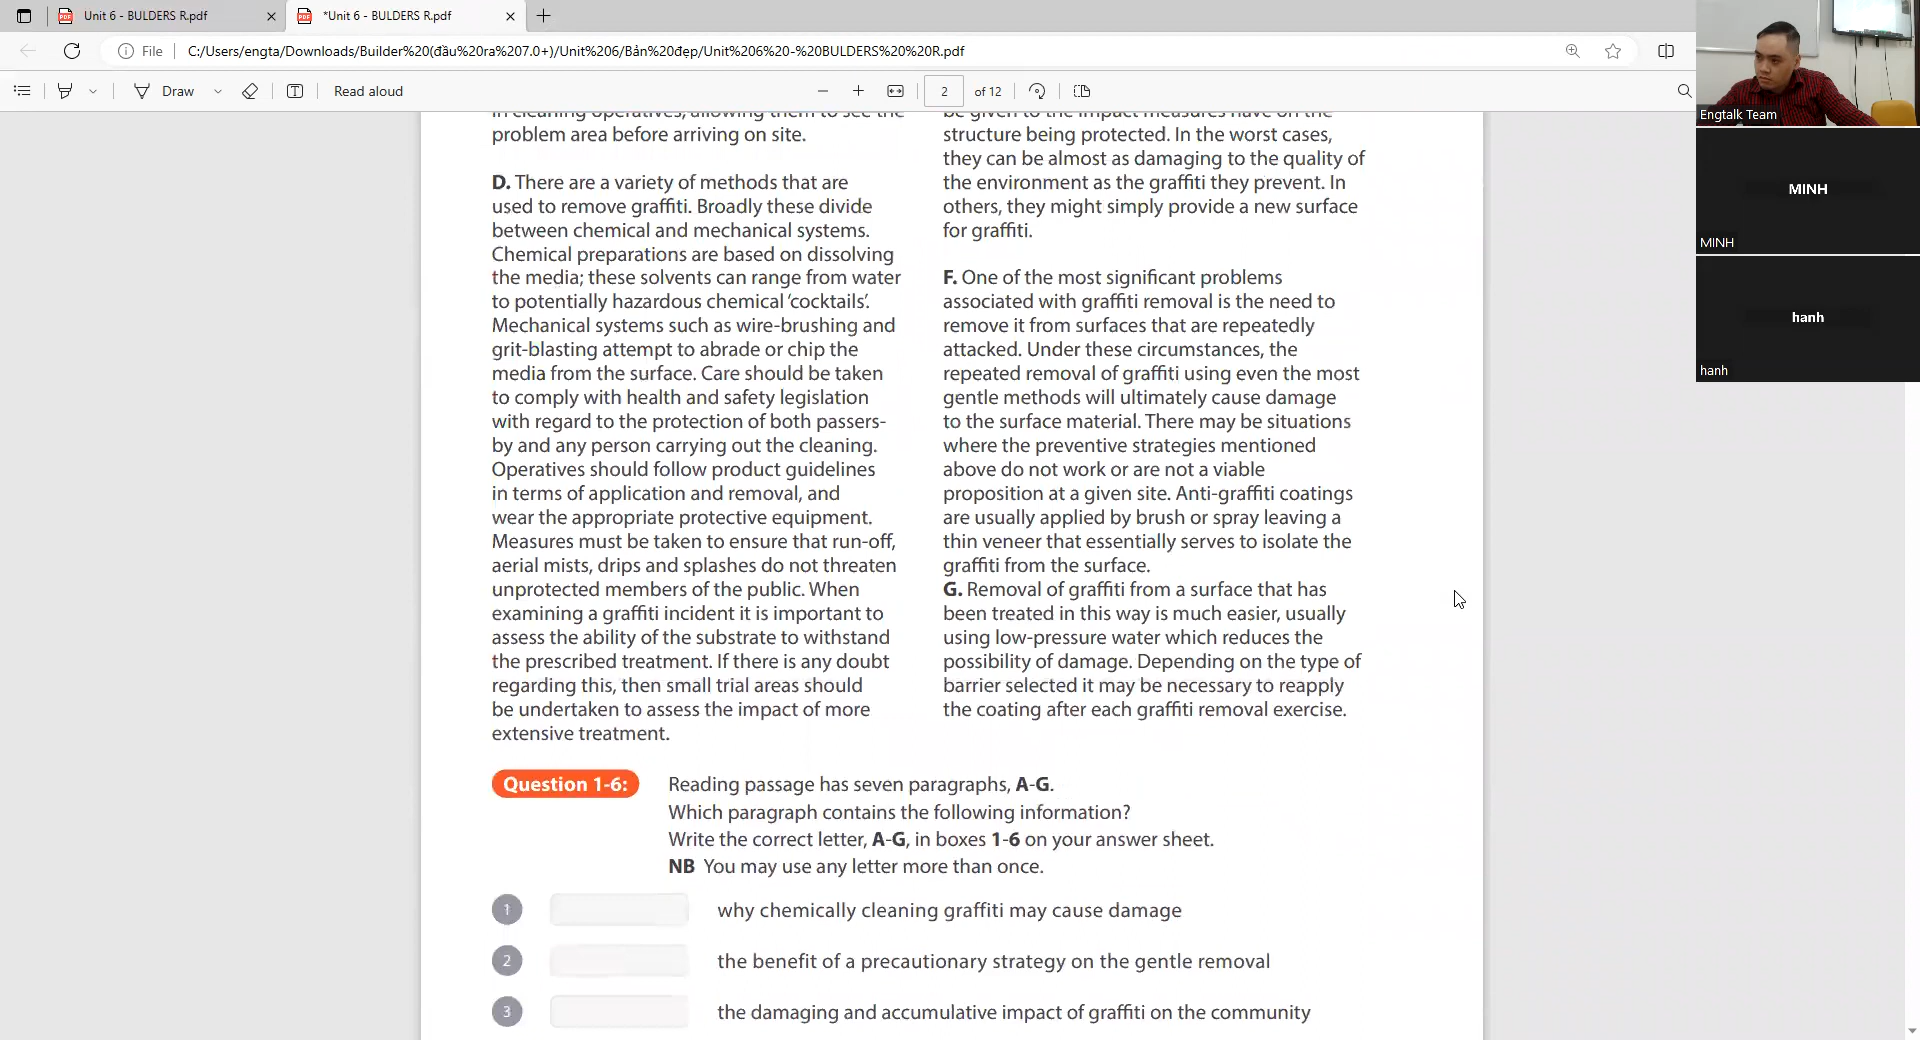 Unit 6 - BULDERS R.pdf
*Unit 6 - BULDERS R.pdf
File
C:/Users/engta/Downloads/Builder%20(đầu%20ra%207.0+)/Unit%206/Bản%20đẹp/Unit%206%20-%20BULDERS%20%20R.pdf
Draw
Read aloud
2
of 12
in cleaning operatives, allowing them to see the
problem area before arriving on site.
D. There are a variety of methods that are
used to remove graffiti. Broadly these divide
between chemical and mechanical systems.
Chemical preparations are based on dissolving
the media; these solvents can range from water
to potentially hazardous chemical ‘cocktails’.
Mechanical systems such as wire-brushing and
grit-blasting attempt to abrade or chip the
media from the surface. Care should be taken
to comply with health and safety legislation
with regard to the protection of both passers-
by and any person carrying out the cleaning.
Operatives should follow product guidelines
in terms of application and removal, and
wear the appropriate protective equipment.
Measures must be taken to ensure that run-off,
aerial mists, drips and splashes do not threaten
unprotected members of the public. When
examining a graffiti incident it is important to
assess the ability of the substrate to withstand
the prescribed treatment. If there is any doubt
regarding this, then small trial areas should
be undertaken to assess the impact of more
extensive treatment.
be given to the impact measures have on the
structure being protected. In the worst cases,
they can be almost as damaging to the quality of
the environment as the graffiti they prevent. In
others, they might simply provide a new surface
for graffiti.
F. One of the most significant problems
associated with graffiti removal is the need to
remove it from surfaces that are repeatedly
attacked. Under these circumstances, the
repeated removal of graffiti using even the most
gentle methods will ultimately cause damage
to the surface material. There may be situations
where the preventive strategies mentioned
above do not work or are not a viable
proposition at a given site. Anti-graffiti coatings
are usually applied by brush or spray leaving a
thin veneer that essentially serves to isolate the
graffiti from the surface.
G. Removal of graffiti from a surface that has
been treated in this way is much easier, usually
using low-pressure water which reduces the
possibility of damage. Depending on the type of
barrier selected it may be necessary to reapply
the coating after each graffiti removal exercise.
Question 1-6:
Reading passage has seven paragraphs, A-G.
Which paragraph contains the following information?
Write the correct letter, A-G, in boxes 1-6 on your answer sheet.
NB You may use any letter more than once.
1 why chemically cleaning graffiti may cause damage
2 the benefit of a precautionary strategy on the gentle removal
3 the damaging and accumulative impact of graffiti on the community
Engtalk Team
MINH
MINH
hanh
hanh